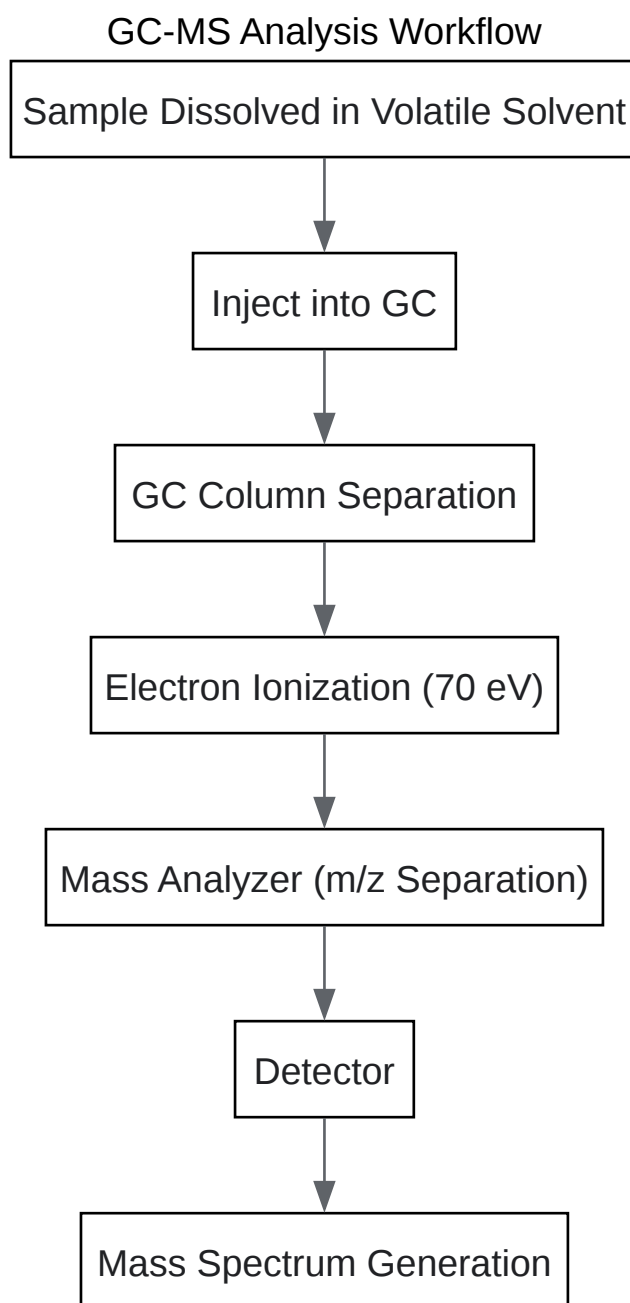 GC-MS Analysis Workflow
Sample Dissolved in Volatile Solvent
Inject into GC
GC Column Separation
Electron Ionization (70 eV)
Mass Analyzer (m/z Separation)
Detector
Mass Spectrum Generation